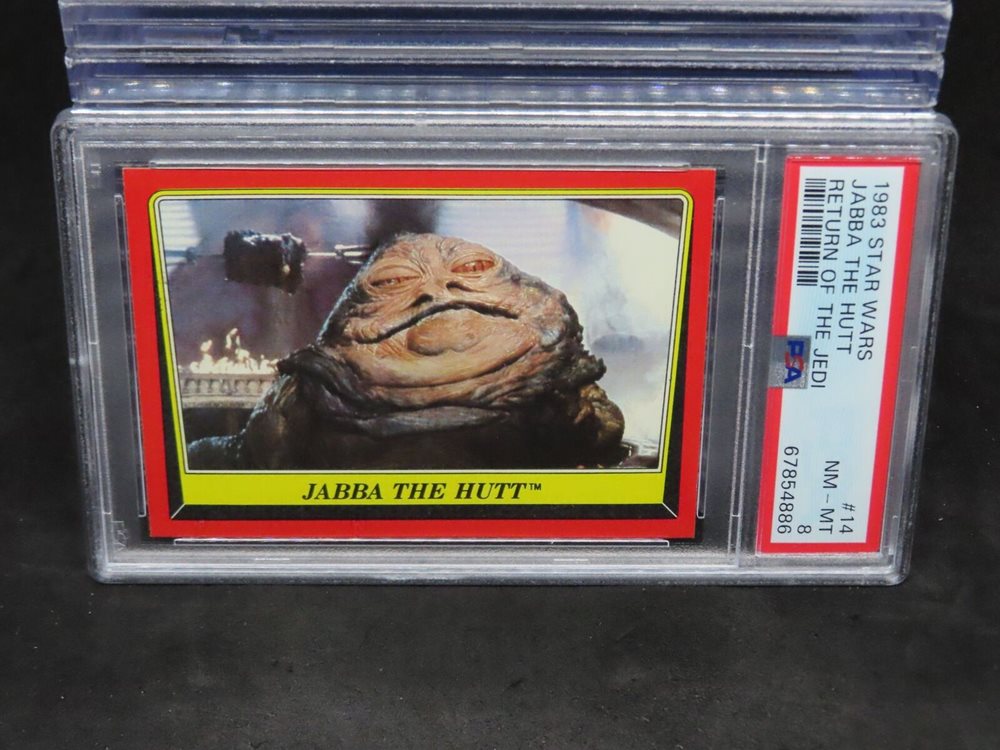 JABBA THE HUTT™
1983 STAR WARS
JABBA THE HUTT
RETURN OF THE JEDI
#14
NM - MT
8
67854886
PSA